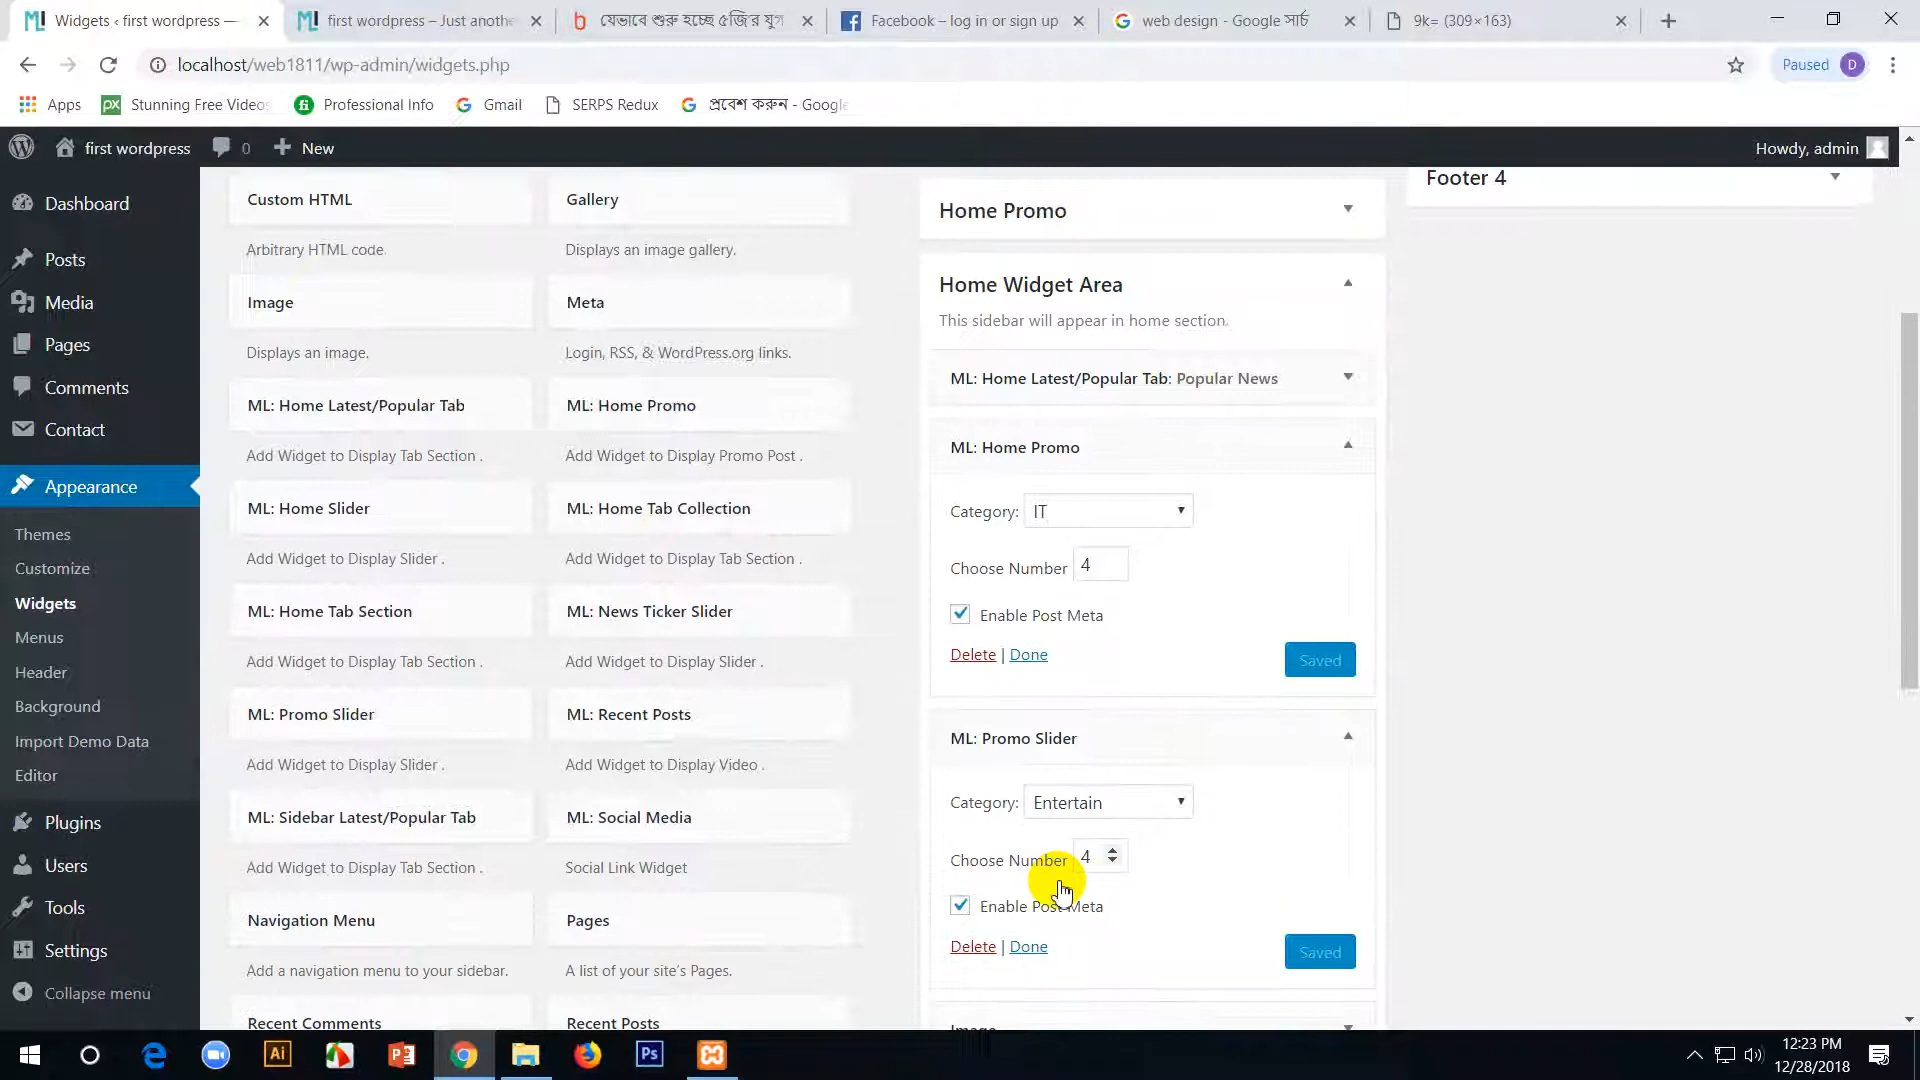 Widgets ‹ first wordpress —
first wordpress – Just anothe
যেভাবে শুরু হচ্ছে ৫জি'র যুগ
Facebook – log in or sign up
web design - Google সার্চ
9k= (309×163)
localhost/web1811/wp-admin/widgets.php
Paused
D
Apps
Stunning Free Videos
Professional Info
Gmail
SERPS Redux
প্রবেশ করুন - Google
first wordpress
0
New
Howdy, admin
Dashboard
Posts
Media
Pages
Comments
Contact
Appearance
Themes
Customize
Widgets
Menus
Header
Background
Import Demo Data
Editor
Plugins
Users
Tools
Settings
Collapse menu
Custom HTML
Arbitrary HTML code.
Gallery
Displays an image gallery.
Image
Displays an image.
Meta
Login, RSS, & WordPress.org links.
ML: Home Latest/Popular Tab
Add Widget to Display Tab Section .
ML: Home Promo
Add Widget to Display Promo Post .
ML: Home Slider
Add Widget to Display Slider .
ML: Home Tab Collection
Add Widget to Display Tab Section .
ML: Home Tab Section
Add Widget to Display Tab Section .
ML: News Ticker Slider
Add Widget to Display Slider .
ML: Promo Slider
Add Widget to Display Slider .
ML: Recent Posts
Add Widget to Display Video .
ML: Sidebar Latest/Popular Tab
Add Widget to Display Tab Section .
ML: Social Media
Social Link Widget
Navigation Menu
Add a navigation menu to your sidebar.
Pages
A list of your site's Pages.
Recent Comments
Recent Posts
Home Promo
Home Widget Area
This sidebar will appear in home section.
ML: Home Latest/Popular Tab: Popular News
ML: Home Promo
Category: IT
Choose Number 4
Enable Post Meta
Delete | Done
Saved
ML: Promo Slider
Category: Entertain
Choose Number 4
Enable Post Meta
Delete | Done
Saved
Image
Footer 4
Ai
Ps
12:23 PM
12/28/2018